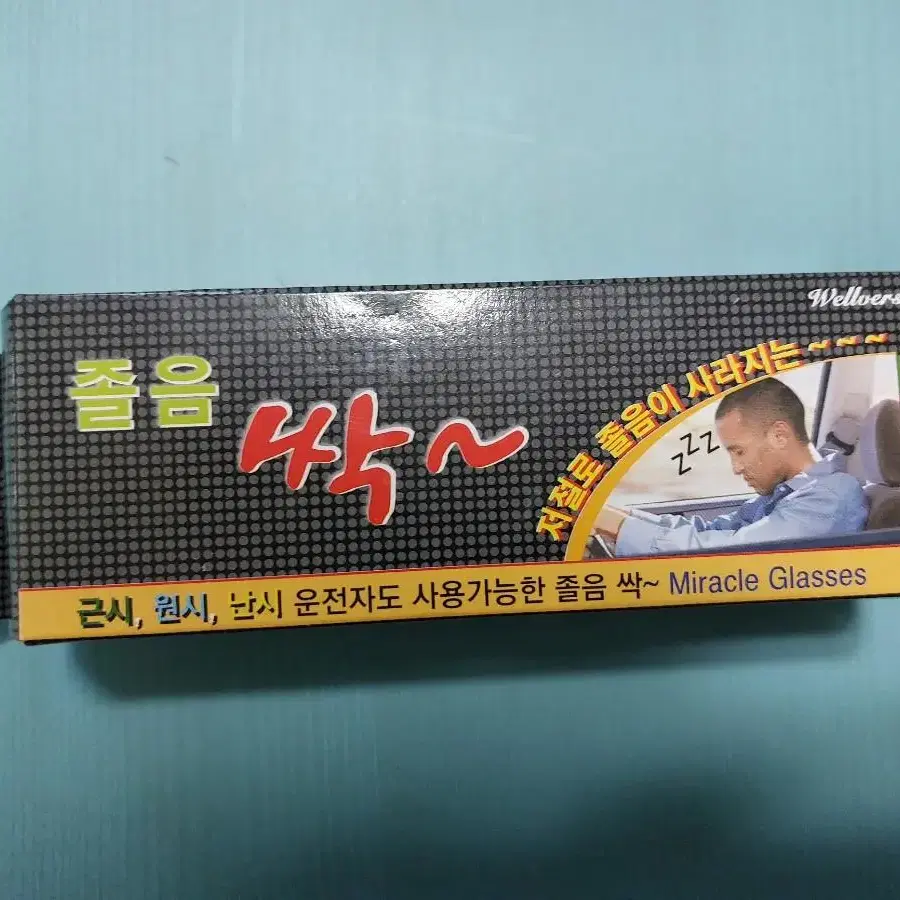 Wellvers
졸음
싹~
저절로 졸음이 사라지는~~~
zzz
근시, 원시, 난시 운전자도 사용가능한 졸음 싹~ Miracle Glasses